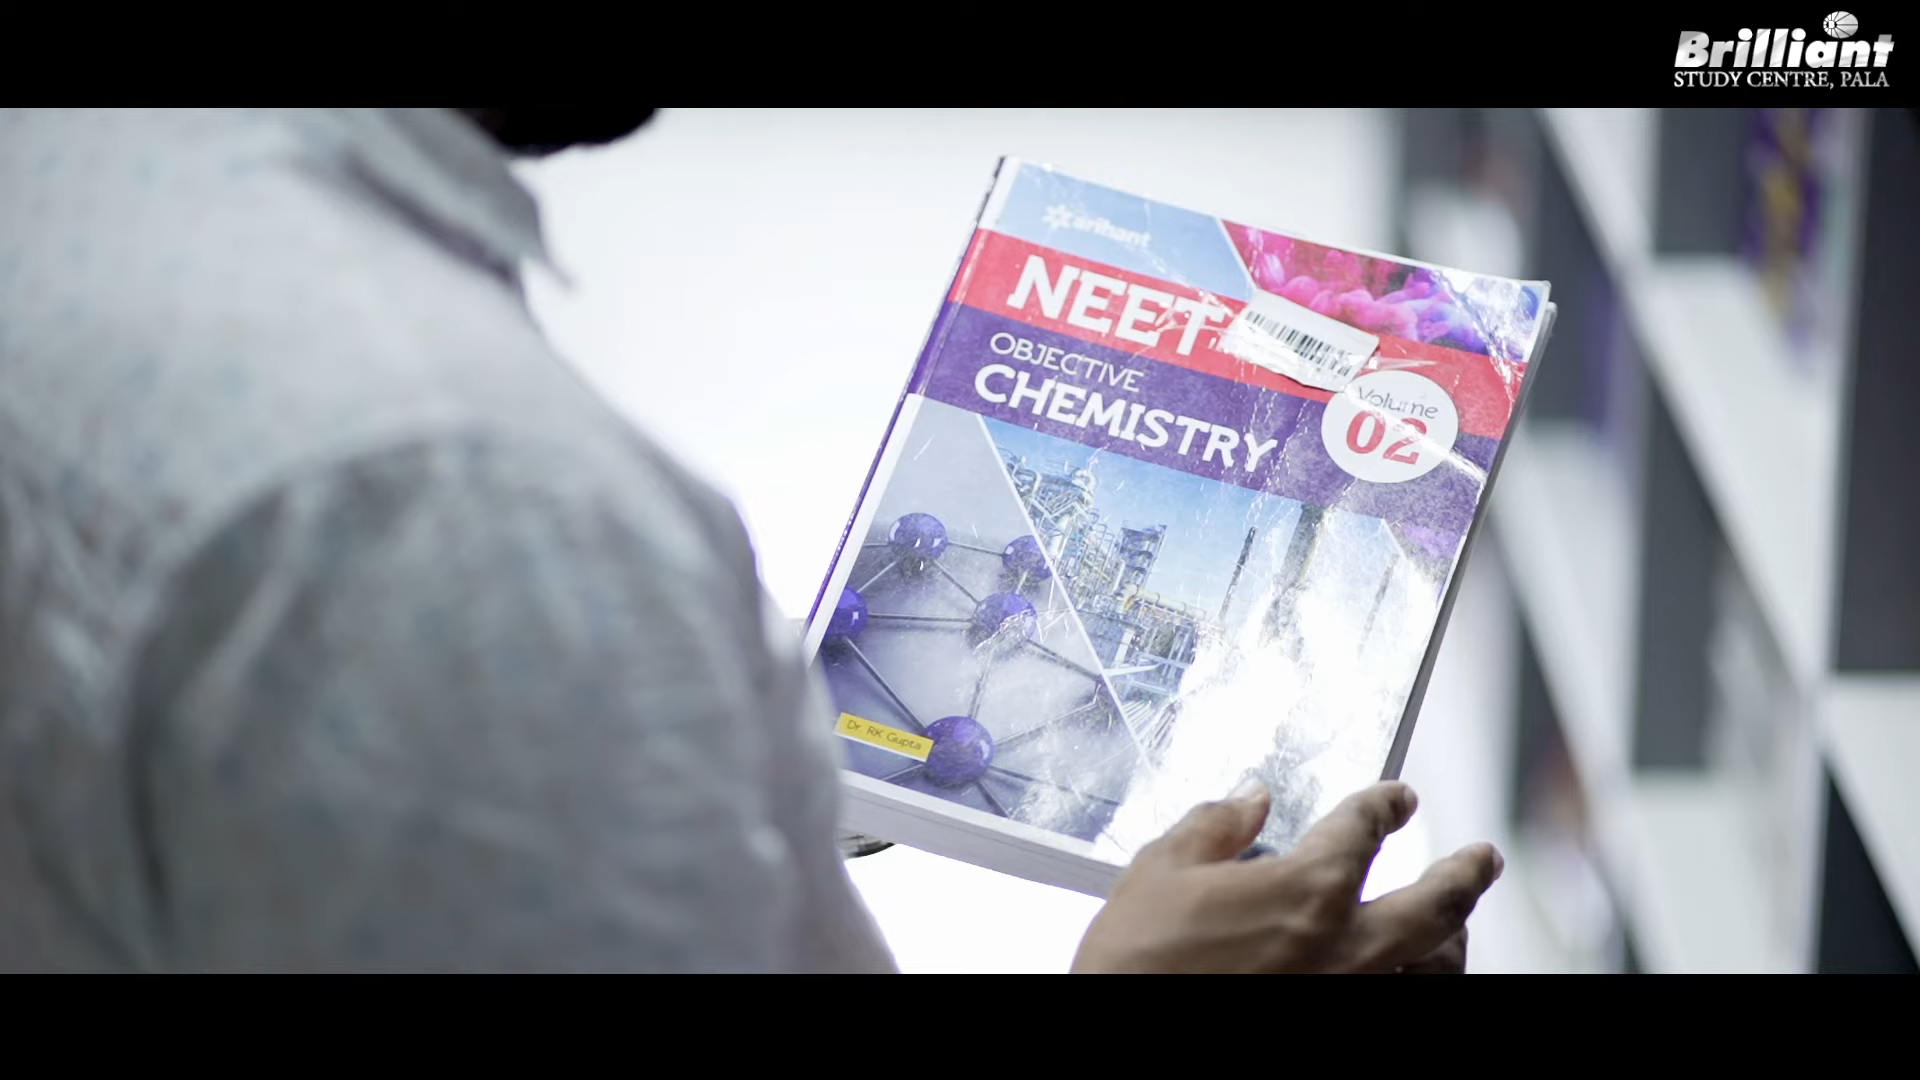 Brilliant
STUDY CENTRE, PALA
arihant
NEET
OBJECTIVE
CHEMISTRY
Volume
02
Dr. RK Gupta